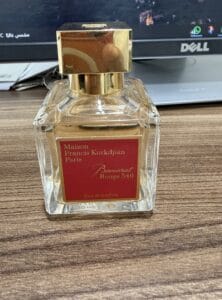 DELL
Maison
Francis Kurkdjian
Paris
Baccarat
Rouge 540